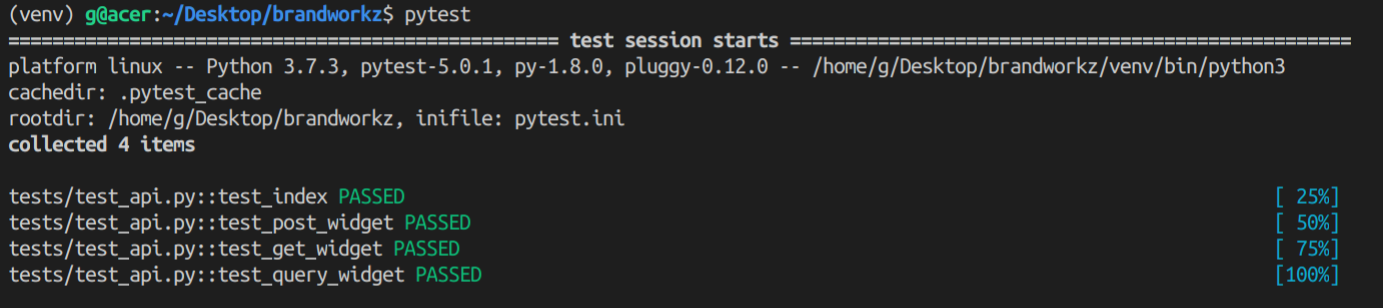 (venv) g@acer:~/Desktop/brandworkz$ pytest
================================================== test session starts ===================================================
platform linux -- Python 3.7.3, pytest-5.0.1, py-1.8.0, pluggy-0.12.0 -- /home/g/Desktop/brandworkz/venv/bin/python3
cachedir: .pytest_cache
rootdir: /home/g/Desktop/brandworkz, inifile: pytest.ini
collected 4 items
tests/test_api.py::test_index PASSED [ 25%]
tests/test_api.py::test_post_widget PASSED [ 50%]
tests/test_api.py::test_get_widget PASSED [ 75%]
tests/test_api.py::test_query_widget PASSED [100%]